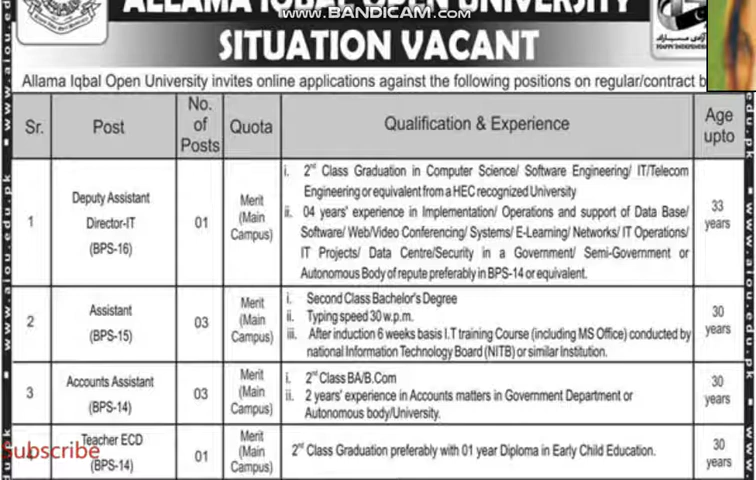 ALLAMA IQBAL OPEN UNIVERSITY
www.BANDICAM.com
SITUATION VACANT
Allama Iqbal Open University invites online applications against the following positions on regular/contract b
Sr.
Post
No. of Posts
Quota
Qualification & Experience
Age upto
1
Deputy Assistant
Director-IT
(BPS-16)
01
Merit
(Main
Campus)
i. 2nd Class Graduation in Computer Science/ Software Engineering/ IT/Telecom
Engineering or equivalent from a HEC recognized University
ii. 04 years' experience in Implementation/ Operations and support of Data Base/
Software/ Web/Video Conferencing/ Systems/ E-Learning/ Networks/ IT Operations/
IT Projects/ Data Centre/Security in a Government/ Semi-Government or
Autonomous Body of repute preferably in BPS-14 or equivalent.
33
years
2
Assistant
(BPS-15)
03
Merit
(Main
Campus)
i. Second Class Bachelor's Degree
ii. Typing speed 30 w.p.m.
iii. After induction 6 weeks basis I.T training Course (including MS Office) conducted by
national Information Technology Board (NITB) or similar Institution.
30
years
3
Accounts Assistant
(BPS-14)
03
Merit
(Main
Campus)
i. 2nd Class BA/B.Com
ii. 2 years' experience in Accounts matters in Government Department or
Autonomous body/University.
30
years
Subscribe
Teacher ECD
(BPS-14)
01
Merit
(Main
Campus)
2nd Class Graduation preferably with 01 year Diploma in Early Child Education.
30
years
www.aiou.edu.pk